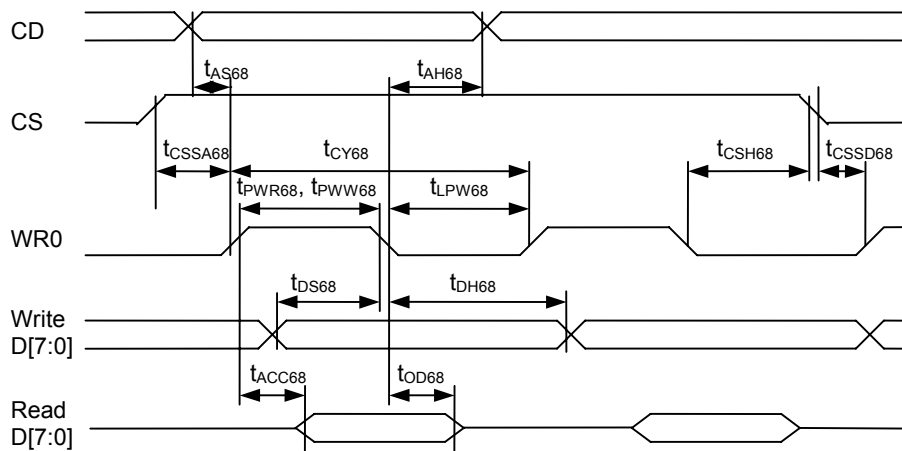 CD
tAS68 tAH68
CS
tCSSA68 tCY68 tCSH68 tCSSD68
tPWR68, tPWW68 tLPW68
WR0
tDS68 tDH68
Write
D[7:0]
tACC68 tOD68
Read
D[7:0]